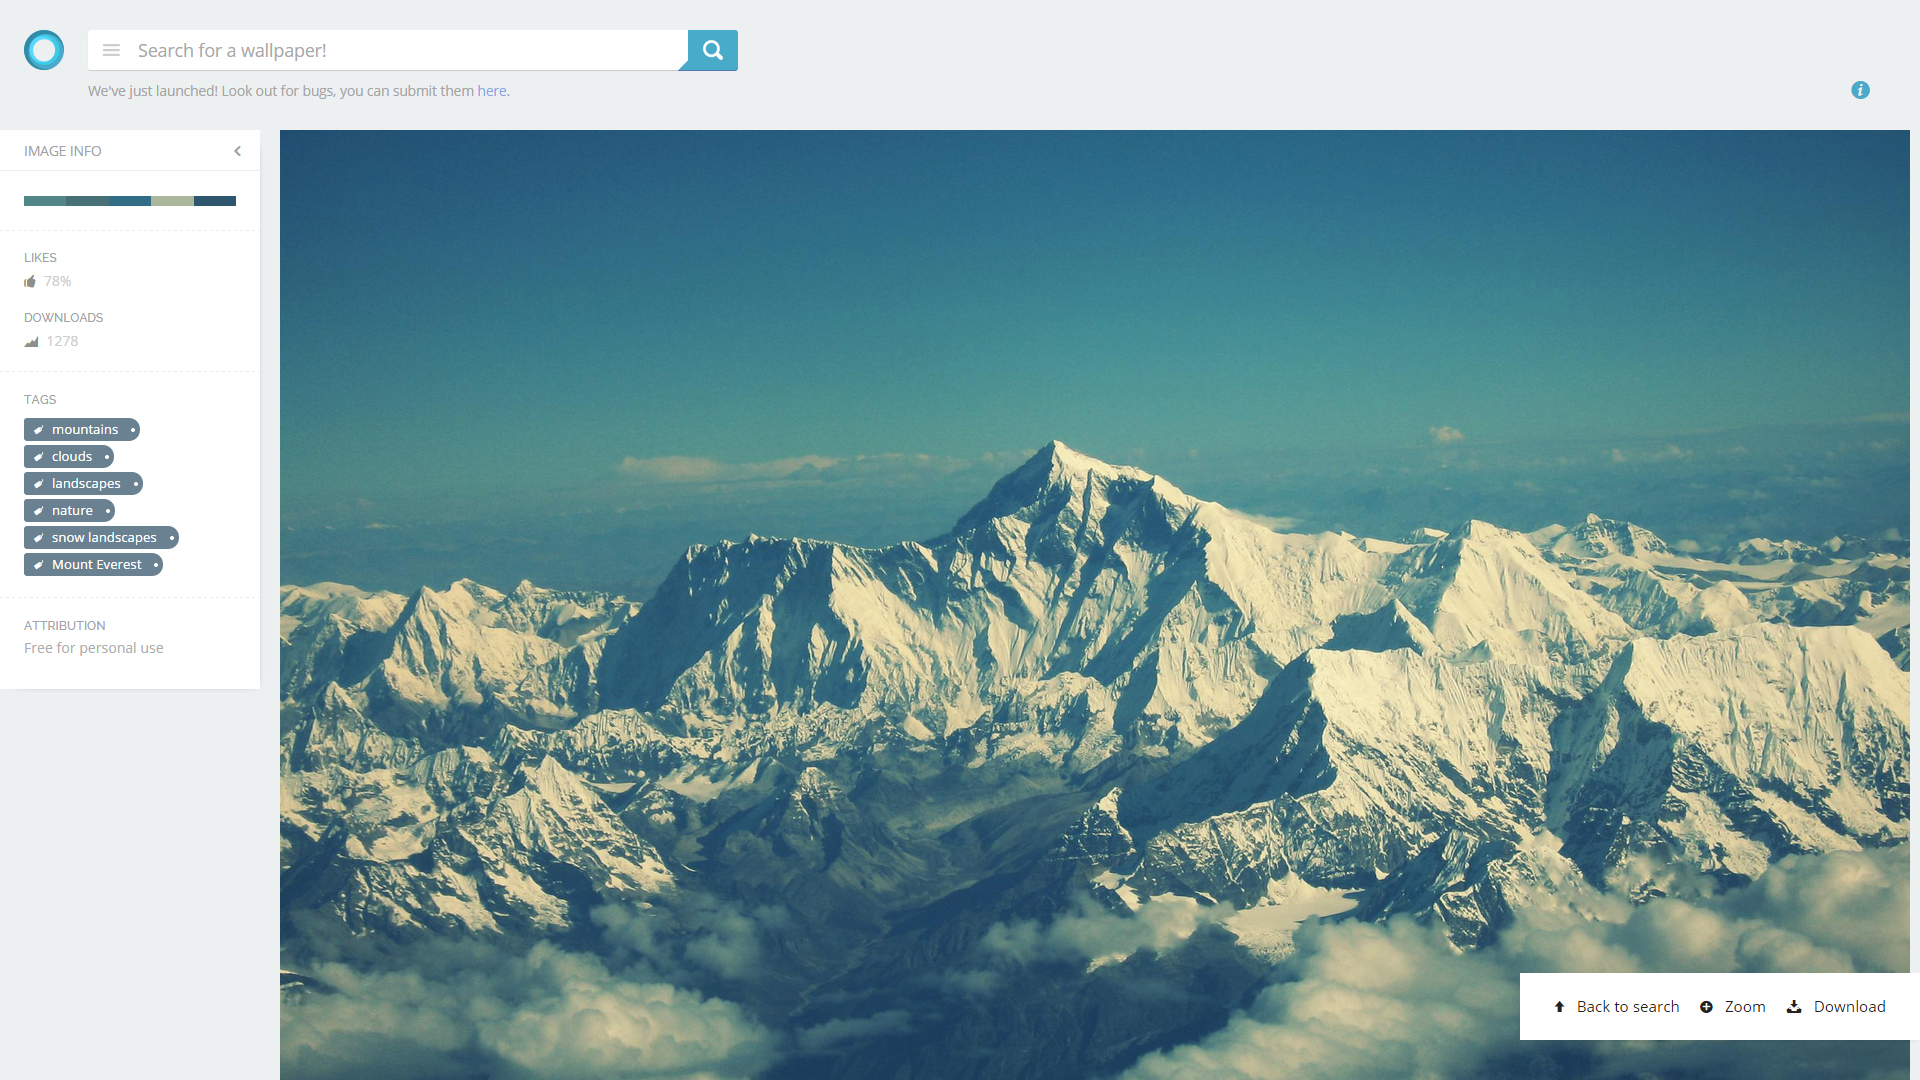 Search for a wallpaper!
We've just launched! Look out for bugs, you can submit them here.
IMAGE INFO
LIKES
78%
DOWNLOADS
1278
TAGS
mountains
clouds
landscapes
nature
snow landscapes
Mount Everest
ATTRIBUTION
Free for personal use
Back to search Zoom Download